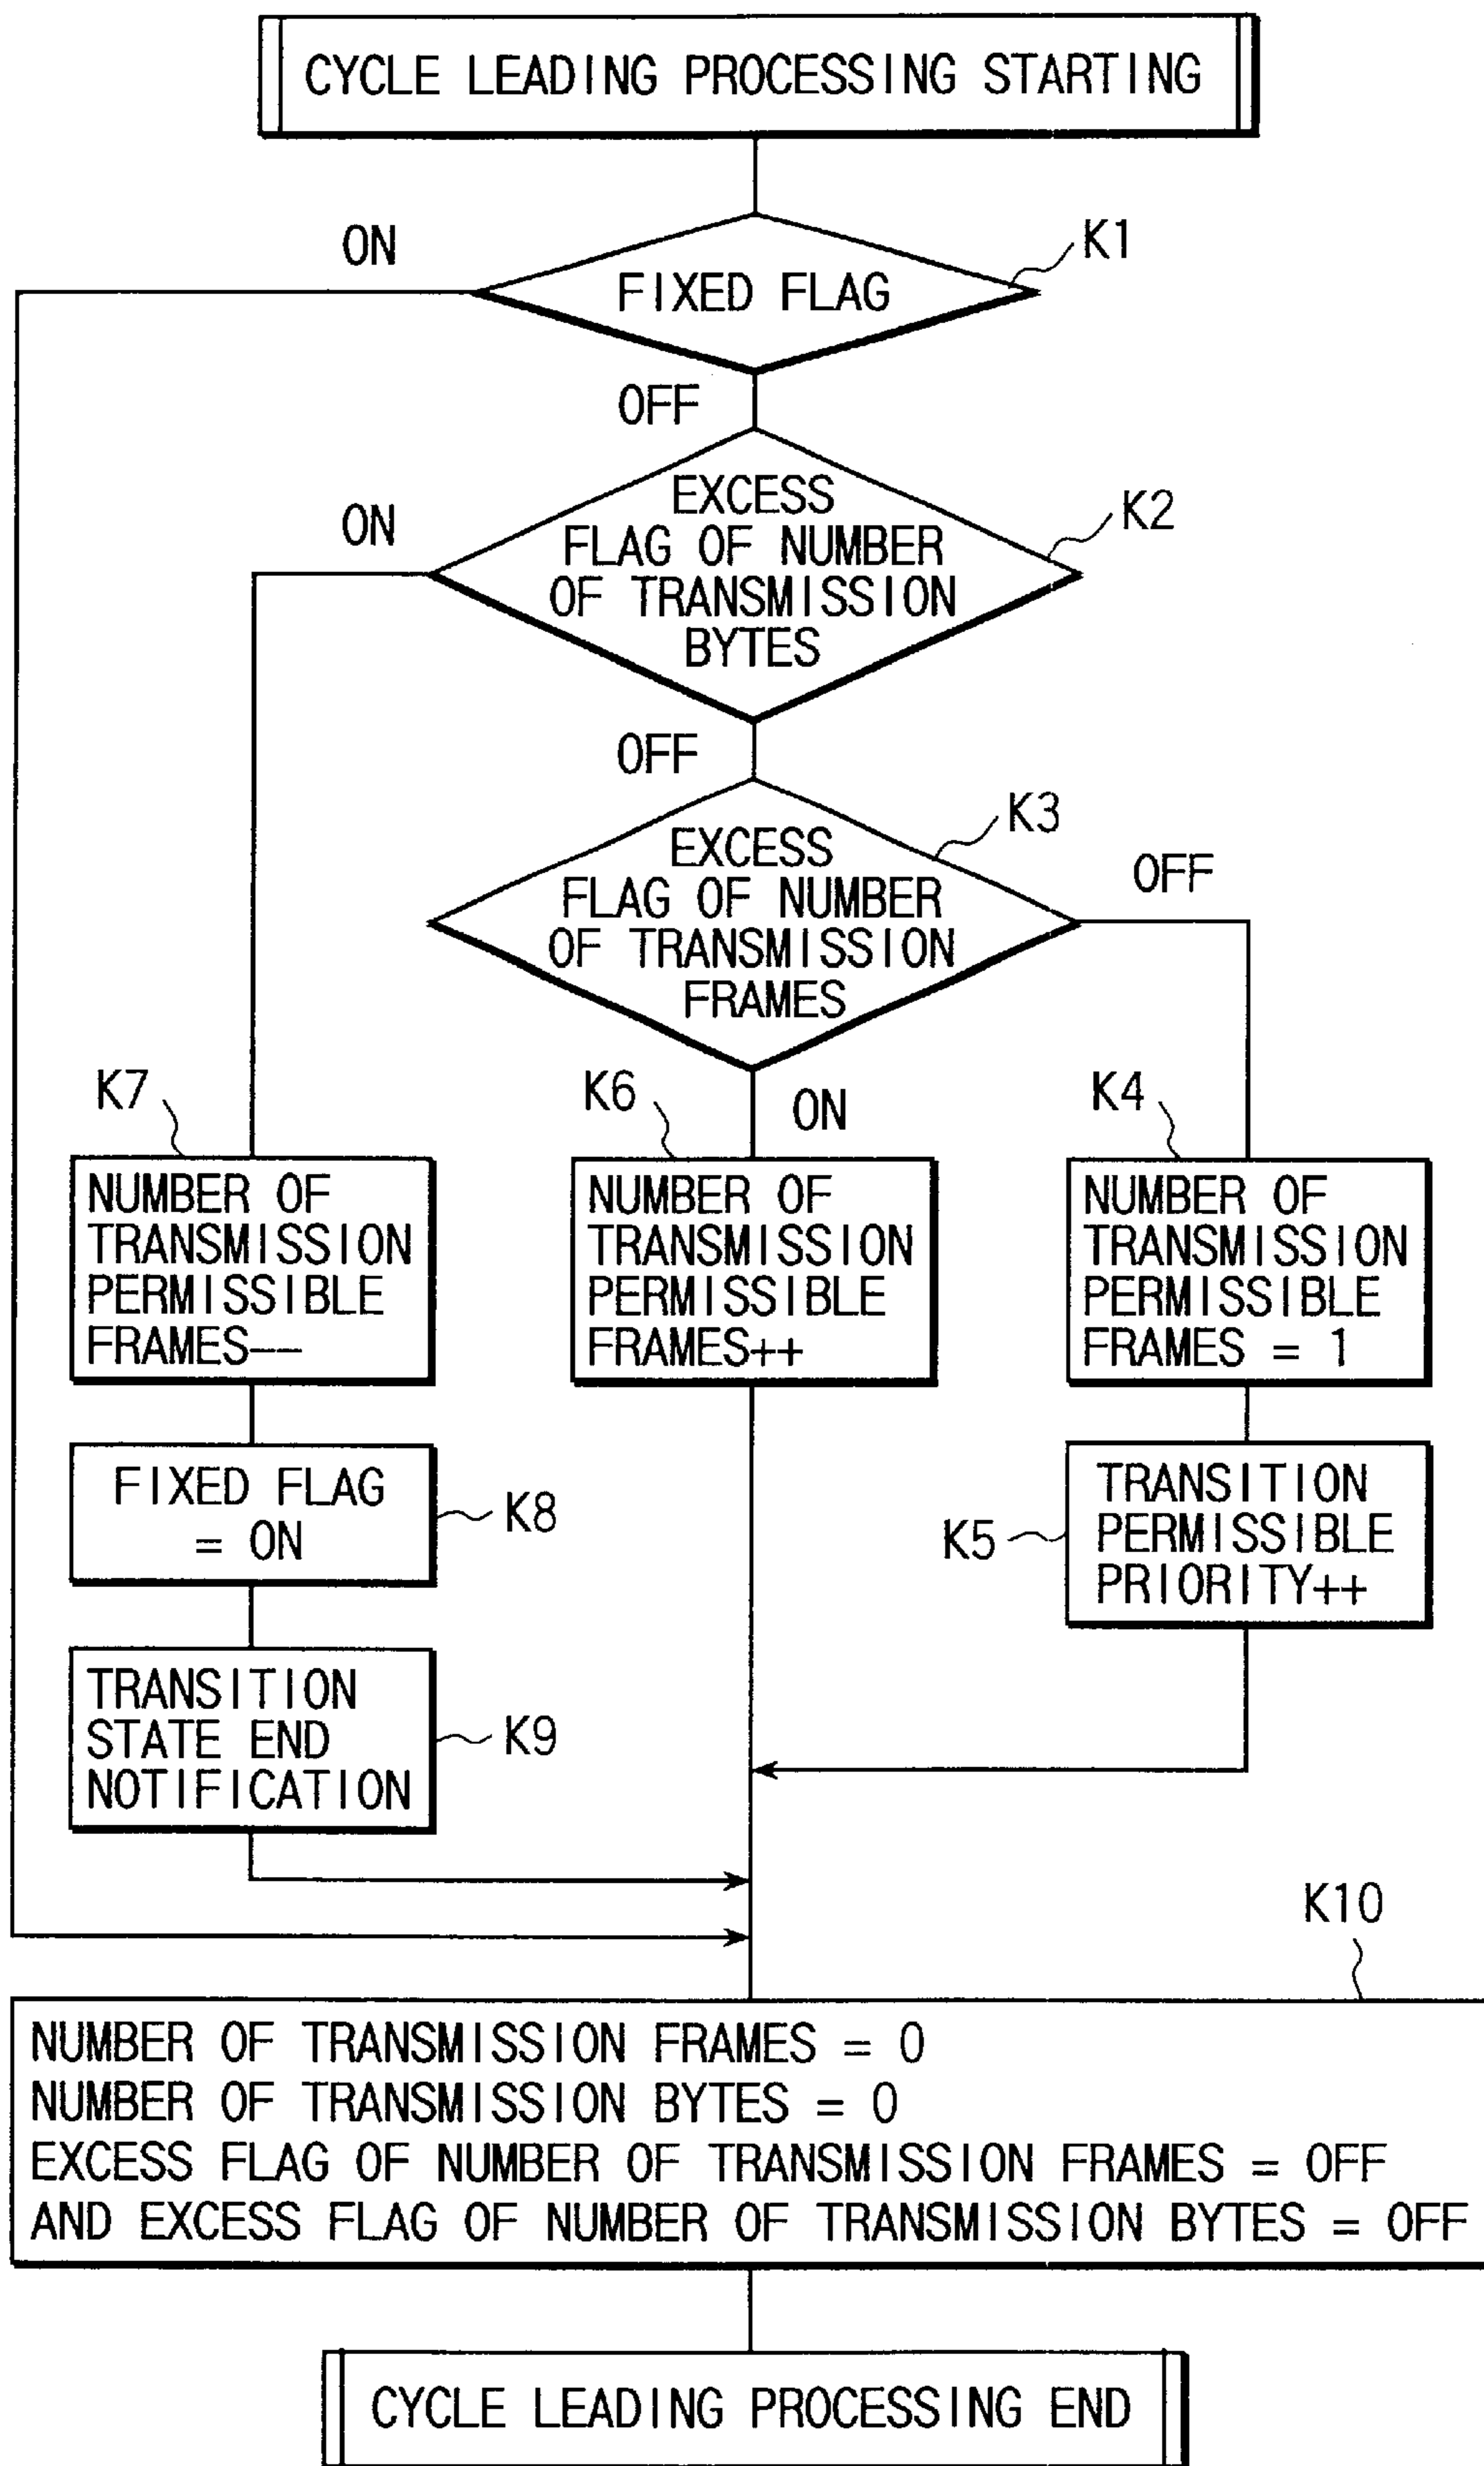 CYCLE LEADING PROCESSING STARTING
ON
K1
FIXED FLAG
OFF
ON
K2
EXCESS
FLAG OF NUMBER
OF TRANSMISSION
BYTES
OFF
K3
EXCESS
FLAG OF NUMBER
OF TRANSMISSION
FRAMES
OFF
K7
K6
ON
K4
NUMBER OF
TRANSMISSION
PERMISSIBLE
FRAMES--
NUMBER OF
TRANSMISSION
PERMISSIBLE
FRAMES++
NUMBER OF
TRANSMISSION
PERMISSIBLE
FRAMES = 1
FIXED FLAG
= ON
K8
K5
TRANSITION
PERMISSIBLE
PRIORITY++
TRANSITION
STATE END
NOTIFICATION
K9
K10
NUMBER OF TRANSMISSION FRAMES = 0
NUMBER OF TRANSMISSION BYTES = 0
EXCESS FLAG OF NUMBER OF TRANSMISSION FRAMES = OFF
AND EXCESS FLAG OF NUMBER OF TRANSMISSION BYTES = OFF
CYCLE LEADING PROCESSING END